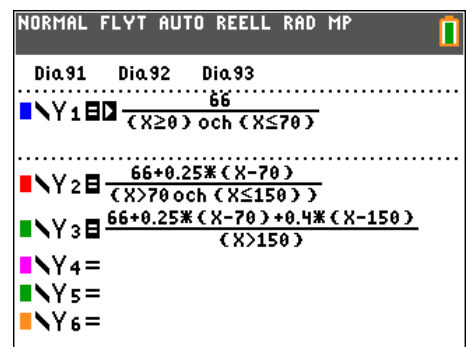 NORMAL FLYT AUTO REELL RAD MP
Dia91 Dia92 Dia93
\Y1= 66
(X≥0) och (X≤70)
\Y2= 66+0.25*(X-70)
(X>70 och (X≤150))
\Y3= 66+0.25*(X-70)+0.4*(X-150)
(X>150)
\Y4=
\Y5=
\Y6=